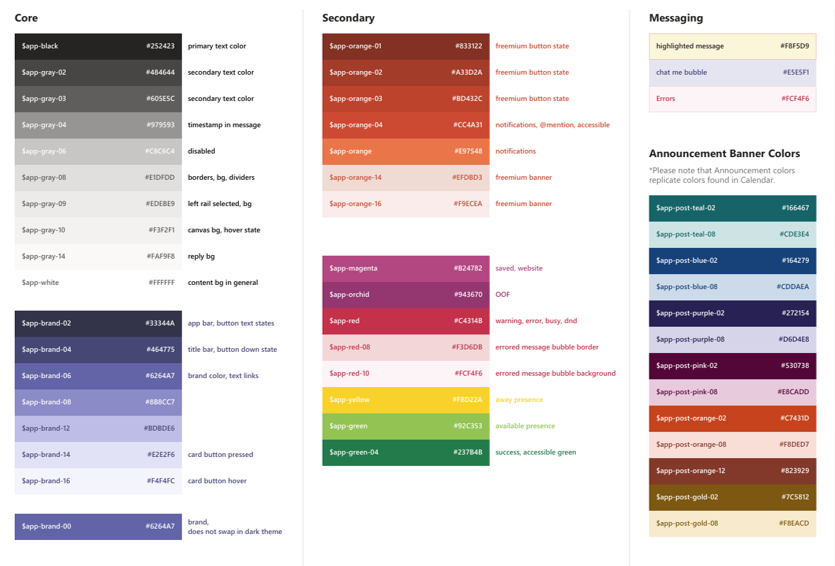 Core
$app-black #252423 primary text color
$app-gray-02 #484644 secondary text color
$app-gray-03 #605E5C secondary text color
$app-gray-04 #979593 timestamp in message
$app-gray-06 #C8C6C4 disabled
$app-gray-08 #E1DFDD borders, bg, dividers
$app-gray-09 #EDEBE9 left rail selected, bg
$app-gray-10 #F3F2F1 canvas bg, hover state
$app-gray-14 #FAF9F8 reply bg
$app-white #FFFFFF content bg in general
$app-brand-02 #33344A app bar, button text states
$app-brand-04 #464775 title bar, button down state
$app-brand-06 #6264A7 brand color, text links
$app-brand-08 #8B8CC7
$app-brand-12 #BDBDE6
$app-brand-14 #E2E2F6 card button pressed
$app-brand-16 #F4F4FC card button hover
$app-brand-00 #6264A7 brand,
does not swap in dark theme
Secondary
$app-orange-01 #833122 freemium button state
$app-orange-02 #A33D2A freemium button state
$app-orange-03 #BD432C freemium button state
$app-orange-04 #CC4A31 notifications, @mention, accessible
$app-orange #E97548 notifications
$app-orange-14 #EFDBD3 freemium banner
$app-orange-16 #F9ECEA freemium banner
$app-magenta #B24782 saved, website
$app-orchid #943670 OOF
$app-red #C4314B warning, error, busy, dnd
$app-red-08 #F3D6DB errored message bubble border
$app-red-10 #FCF4F6 errored message bubble background
$app-yellow #F8D22A away presence
$app-green #92C353 available presence
$app-green-04 #237B4B success, accessible green
Messaging
highlighted message #F8F5D9
chat me bubble #E5E5F1
Errors #FCF4F6
Announcement Banner Colors
*Please note that Announcement colors
replicate colors found in Calendar.
$app-post-teal-02 #166467
$app-post-teal-08 #CDE3E4
$app-post-blue-02 #164279
$app-post-blue-08 #CDDAEA
$app-post-purple-02 #272154
$app-post-purple-08 #D6D4E8
$app-post-pink-02 #530738
$app-post-pink-08 #E8CADD
$app-post-orange-02 #C7431D
$app-post-orange-08 #F8DED7
$app-post-orange-12 #823929
$app-post-gold-02 #7C5812
$app-post-gold-08 #F8EACD